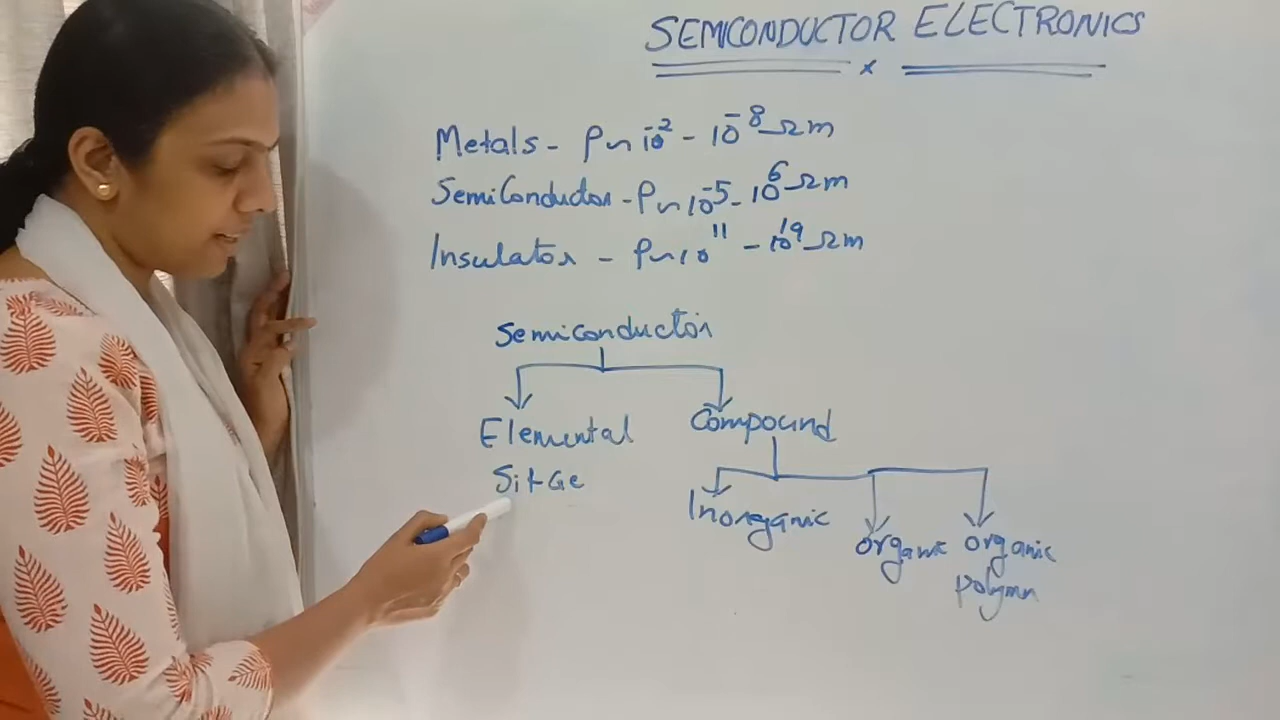 SEMICONDUCTOR ELECTRONICS
x
Metals - ρ ~ 10⁻² - 10⁻⁸ Ωm
SemiConductor - ρ ~ 10⁻⁵ - 10⁶ Ωm
Insulator - ρ ~ 10¹¹ - 10¹⁹ Ωm
Semiconductor
Elemental Compound
Si + Ge
Inorganic organic organic